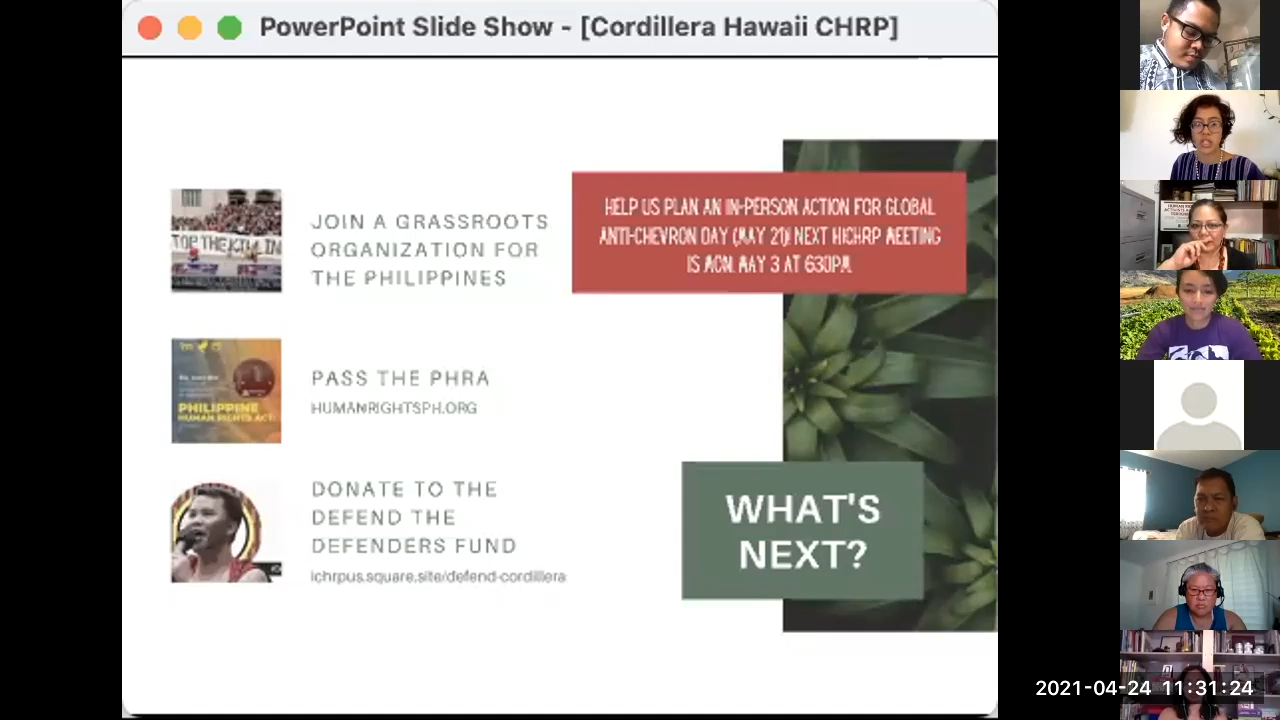 PowerPoint Slide Show - [Cordillera Hawaii CHRP]
JOIN A GRASSROOTS
ORGANIZATION FOR
THE PHILIPPINES
HELP US PLAN AN IN-PERSON ACTION FOR GLOBAL
ANTI-CHEVRON DAY (MAY 21)! NEXT HICHRP MEETING
IS MON. MAY 3 AT 630PM.
TOP THE KILLIN
PASS THE PHRA
HUMANRIGHTSPH.ORG
PHILIPPINE
HUMAN RIGHTS ACT
DONATE TO THE
DEFEND THE
DEFENDERS FUND
ichrpus.square.site/defend-cordillera
WHAT'S
NEXT?
2021-04-24 11:31:24